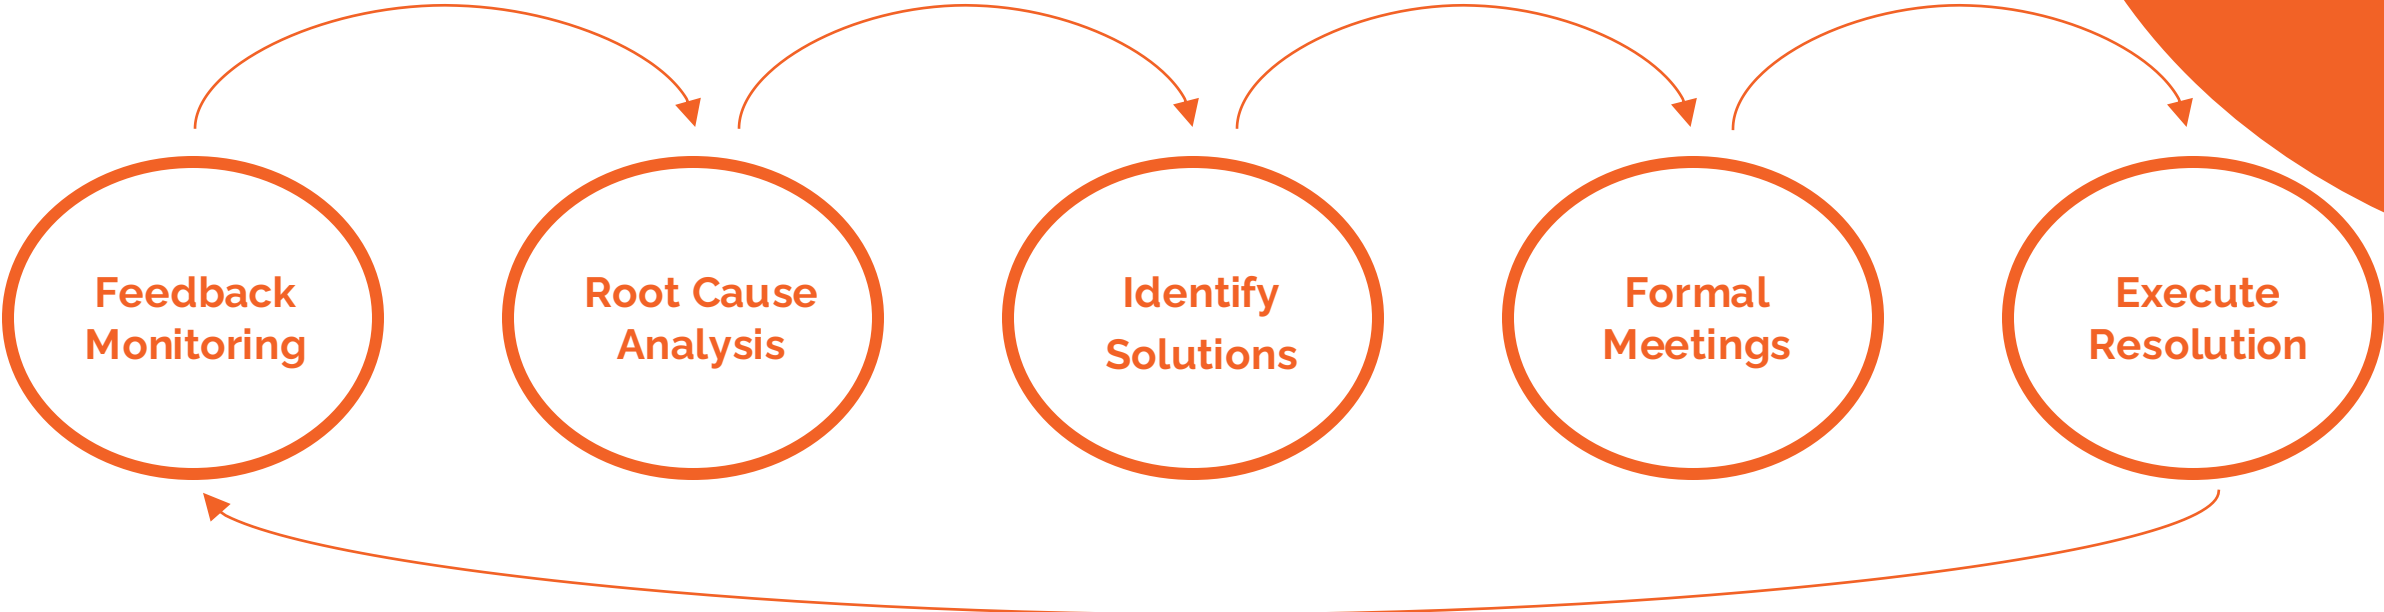 Feedback
Monitoring
Root Cause
Analysis
Identify
Solutions
Formal
Meetings
Execute
Resolution